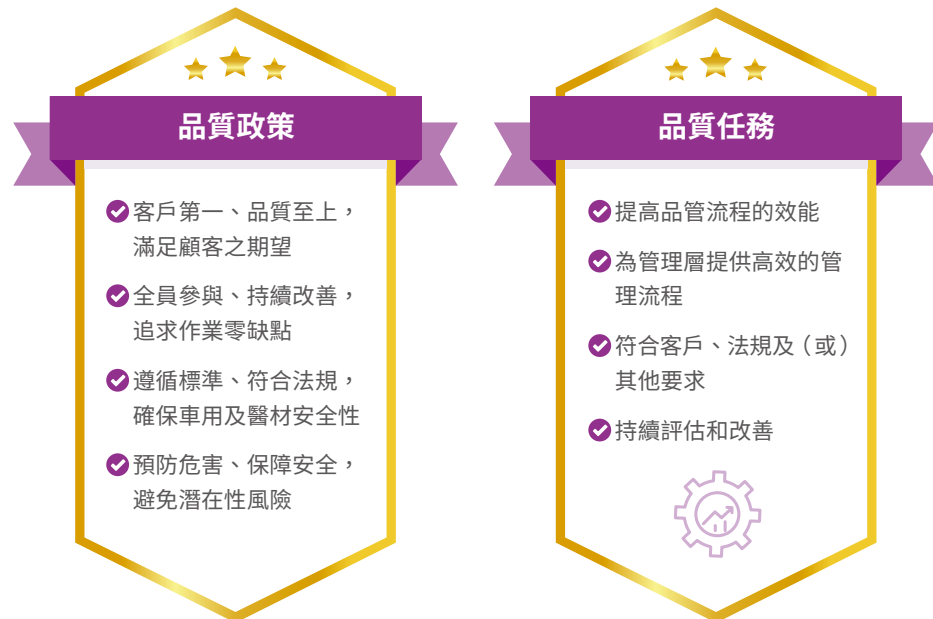 品質政策
客戶第一、品質至上，
滿足顧客之期望
全員參與、持續改善，
追求作業零缺點
遵循標準、符合法規，
確保車用及醫材安全性
預防危害、保障安全，
避免潛在性風險
品質任務
提高品管流程的效能
為管理層提供高效的管
理流程
符合客戶、法規及（或）
其他要求
持續評估和改善